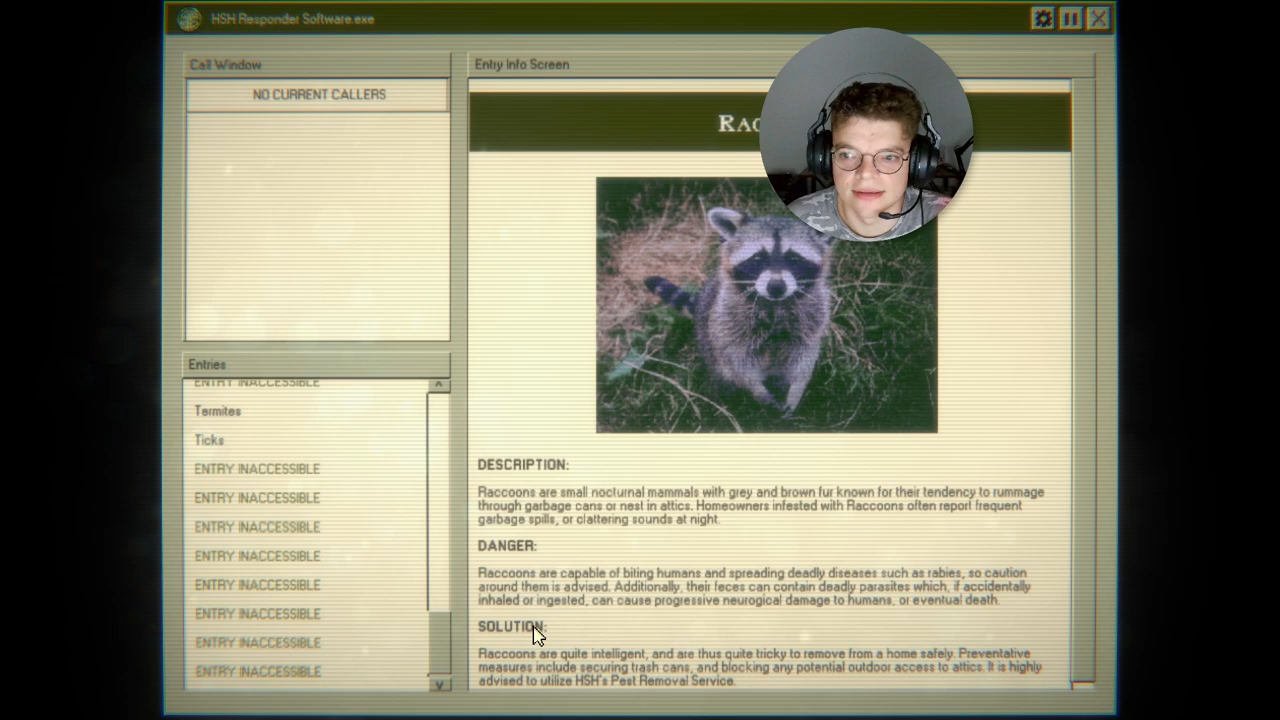 HSH Responder Software.exe
Call Window
NO CURRENT CALLERS
Entries
ENTRY INACCESSIBLE
Termites
Ticks
ENTRY INACCESSIBLE
ENTRY INACCESSIBLE
ENTRY INACCESSIBLE
ENTRY INACCESSIBLE
ENTRY INACCESSIBLE
ENTRY INACCESSIBLE
ENTRY INACCESSIBLE
ENTRY INACCESSIBLE
Entry Info Screen
DESCRIPTION:
Raccoons are small nocturnal mammals with grey and brown fur known for their tendency to rummage
through garbage cans or nest in attics. Homeowners infested with Raccoons often report frequent
garbage spills, or clattering sounds at night.
DANGER:
Raccoons are capable of biting humans and spreading deadly diseases such as rabies, so caution
around them is advised. Additionally, their feces can contain deadly parasites which, if accidentally
inhaled or ingested, can cause progressive neurogical damage to humans, or eventual death.
SOLUTION:
Raccoons are quite intelligent, and are thus quite tricky to remove from a home safely. Preventative
measures include securing trash cans, and blocking any potential outdoor access to attics. It is highly
advised to utilize HSH's Pest Removal Service.